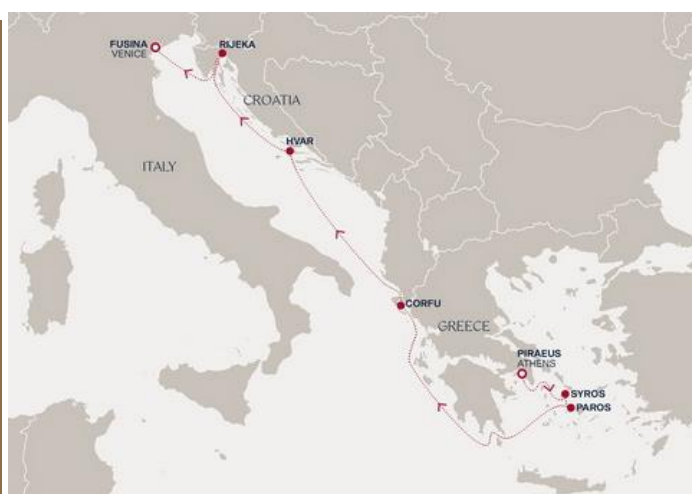 FUSINA
VENICE
RIJEKA
CROATIA
HVAR
ITALY
CORFU
GREECE
PIRAEUS
ATHENS
SYROS
PAROS